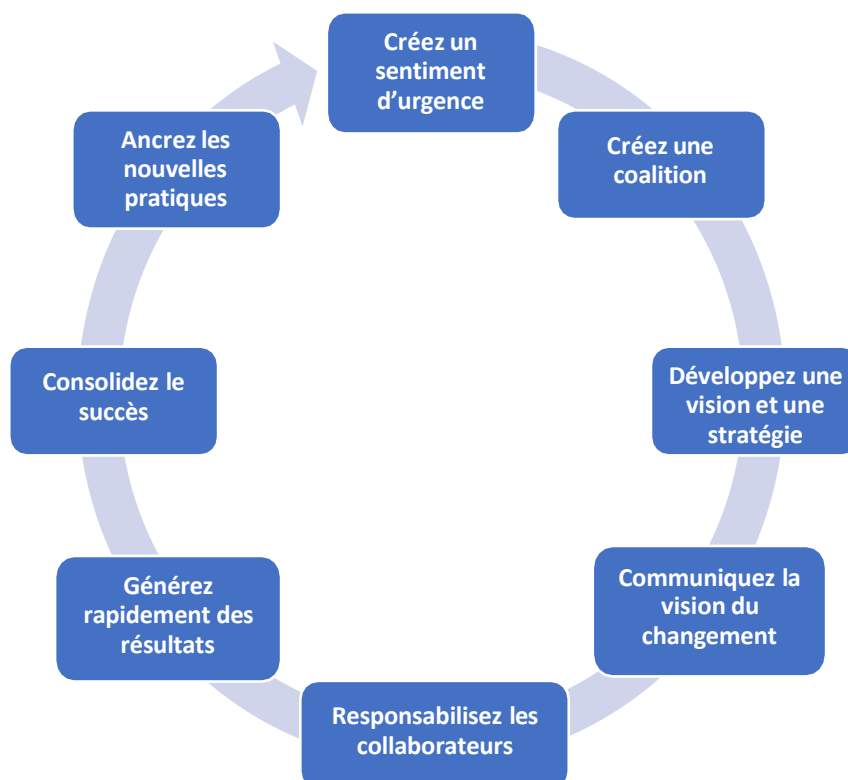 Créez un
sentiment
d’urgence
Créez une
coalition
Développez une
vision et une
stratégie
Communiquez la
vision du
changement
Responsabilisez les
collaborateurs
Générez
rapidement des
résultats
Consolidez le
succès
Ancrez les
nouvelles
pratiques